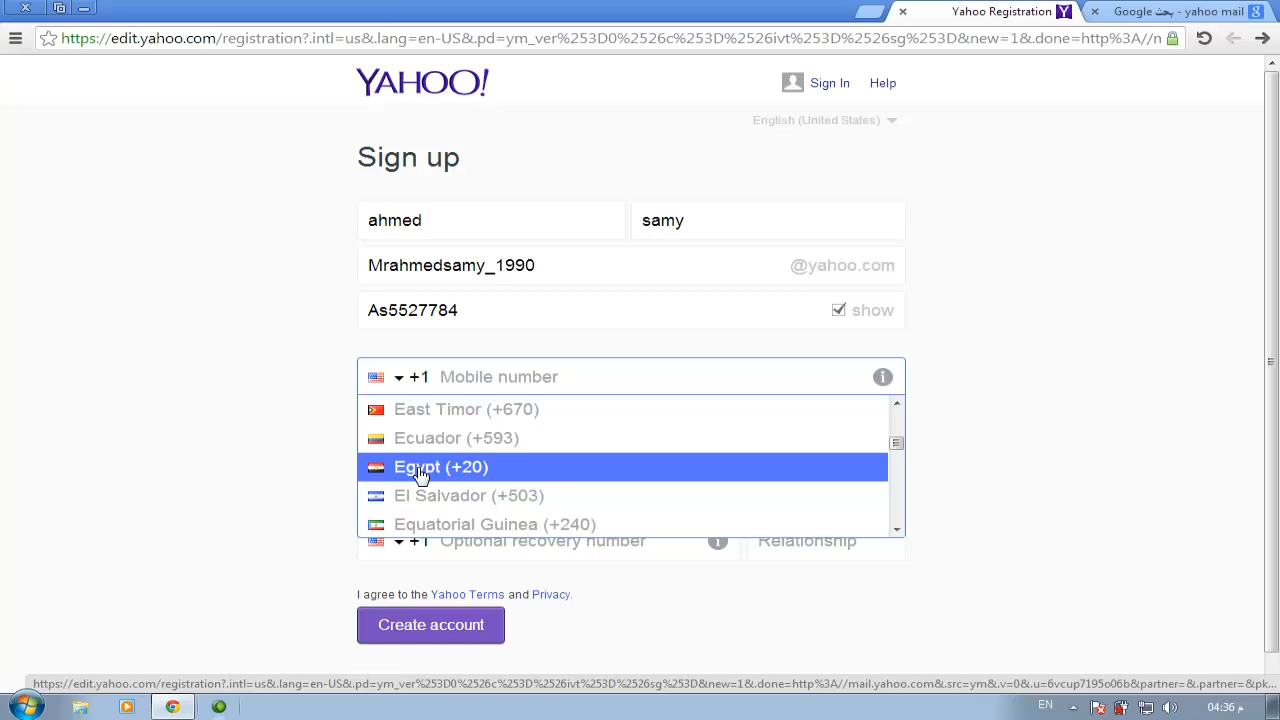 Yahoo Registration
بحث Google - yahoo mail
https://edit.yahoo.com/registration?.intl=us&.lang=en-US&.pd=ym_ver%253D0%2526c%253D%2526ivt%253D%2526sg%253D&new=1&.done=http%3A//n
YAHOO!
Sign In Help
English (United States)
Sign up
ahmed samy
Mrahmedsamy_1990 @yahoo.com
As5527784 show
+1 Mobile number
East Timor (+670)
Ecuador (+593)
Egypt (+20)
El Salvador (+503)
Equatorial Guinea (+240)
+1 Optional recovery number Relationship
I agree to the Yahoo Terms and Privacy.
Create account
https://edit.yahoo.com/registration?.intl=us&.lang=en-US&.pd=ym_ver%253D0%2526c%253D%2526ivt%253D%2526sg%253D&new=1&.done=http%3A//mail.yahoo.com&.src=ym&.v=0&.u=6vcup7195o06b&partner=&.partner=&pk...
EN 04:36 م